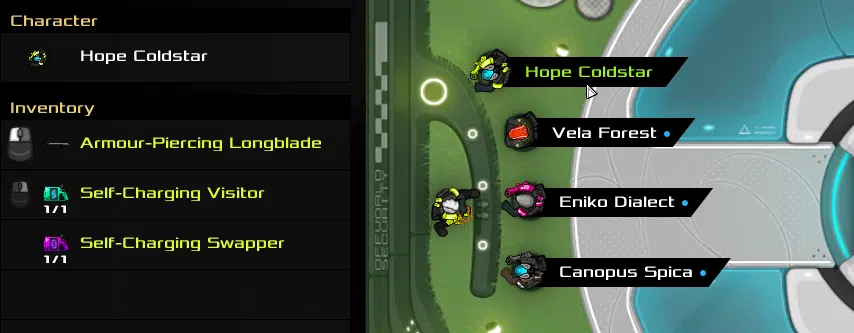 Character
Hope Coldstar
Inventory
Armour-Piercing Longblade
Self-Charging Visitor
1/1
Self-Charging Swapper
1/1
Hope Coldstar
Vela Forest
Eniko Dialect
Canopus Spica
OFFWORLD
SECURITY